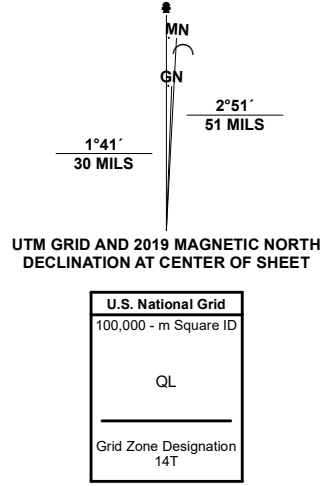 MN
GN
2°51´
51 MILS
1°41´
30 MILS
UTM GRID AND 2019 MAGNETIC NORTH
DECLINATION AT CENTER OF SHEET
U.S. National Grid
100,000 - m Square ID
QL
Grid Zone Designation
14T